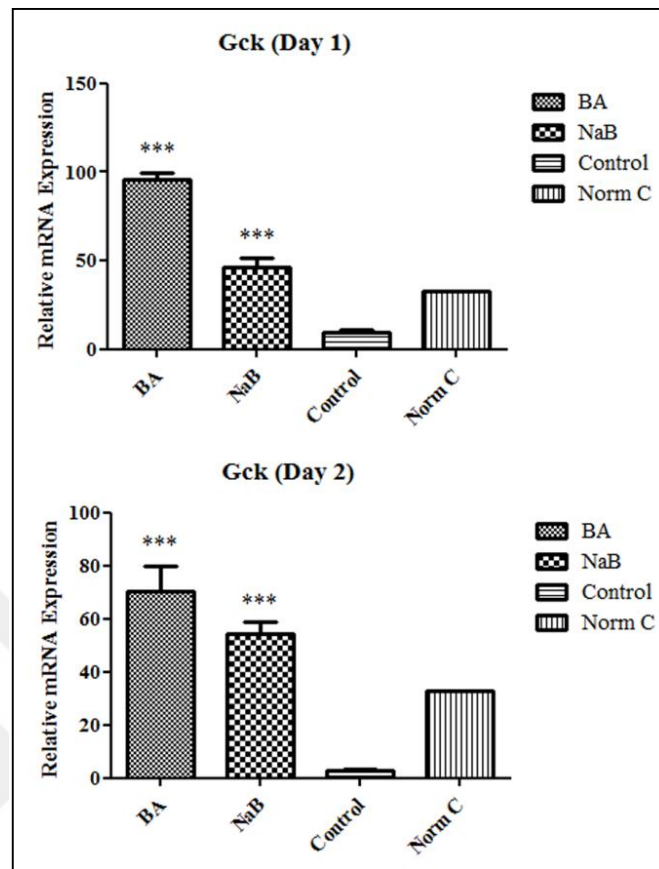 Gck (Day 1)
Relative mRNA Expression
150
100
50
0
***
***
BA
NaB
Control
Norm C
BA
NaB
Control
Norm C
Gck (Day 2)
Relative mRNA Expression
100
80
60
40
20
0
***
***
BA
NaB
Control
Norm C
BA
NaB
Control
Norm C